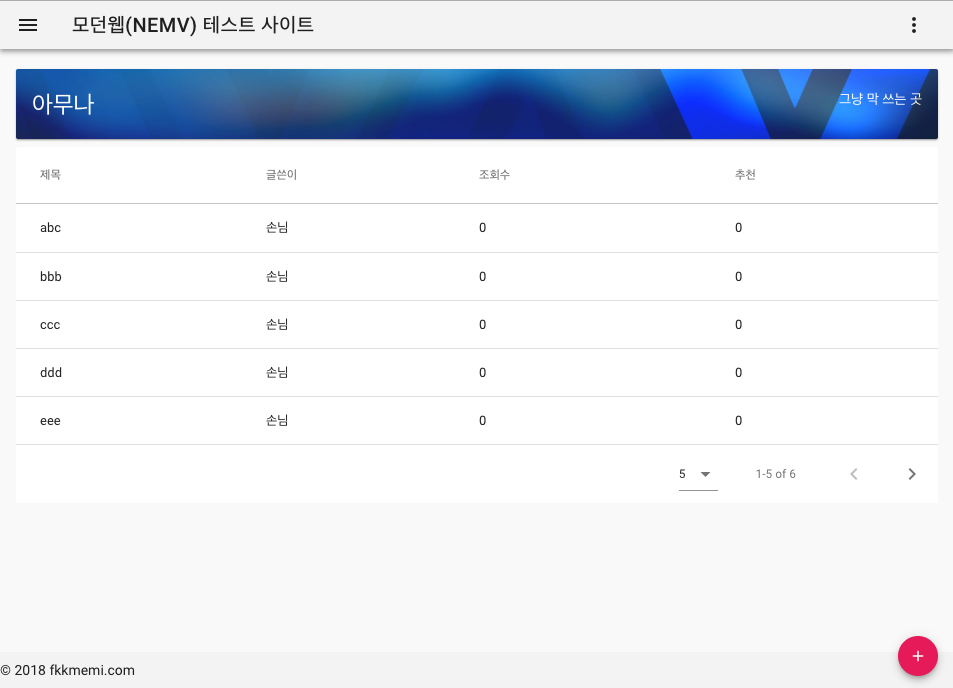 모던웹(NEMV) 테스트 사이트
아무나 그냥 막 쓰는 곳
제목 글쓴이 조회수 추천
abc 손님 0 0
bbb 손님 0 0
ccc 손님 0 0
ddd 손님 0 0
eee 손님 0 0
5 1-5 of 6
© 2018 fkkmemi.com